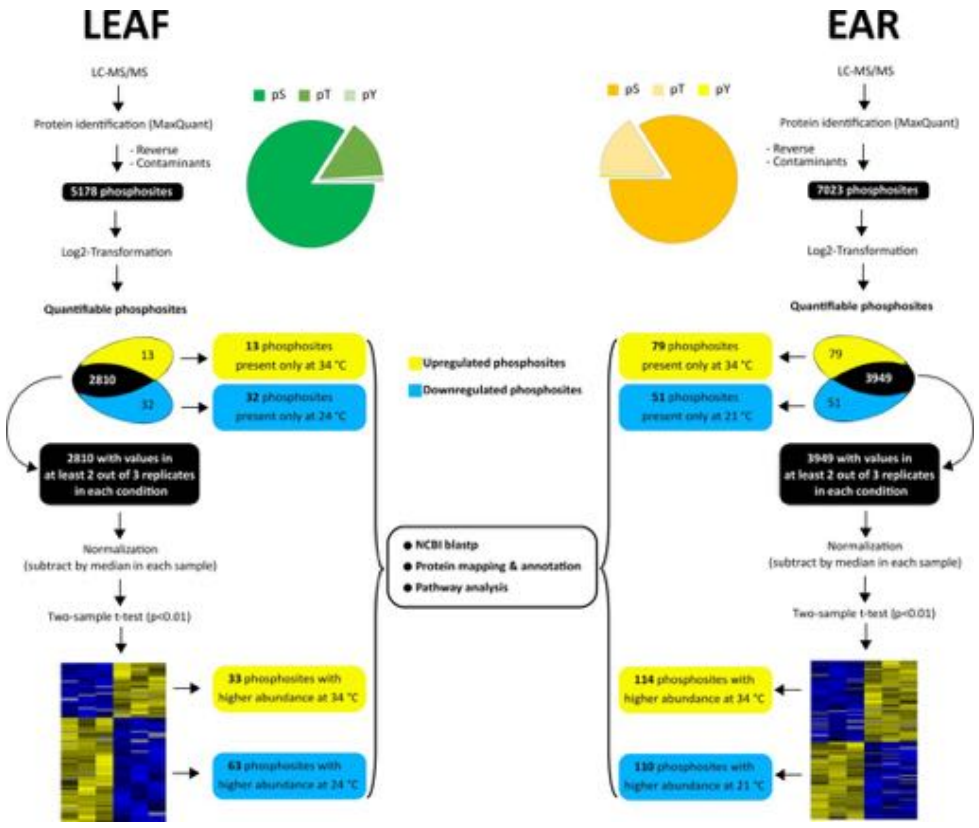 LEAF
LC-MS/MS
Protein identification (MaxQuant)
- Reverse
- Contaminants
5178 phosphosites
Log2-Transformation
Quantifiable phosphosites
13
2810
32
2810 with values in
at least 2 out of 3 replicates
in each condition
Normalization
(subtract by median in each sample)
Two-sample t-test (p<0.01)
pS pT pY
13 phosphosites
present only at 34 °C
32 phosphosites
present only at 24 °C
33 phosphosites with
higher abundance at 34 °C
63 phosphosites with
higher abundance at 24 °C
Upregulated phosphosites
Downregulated phosphosites
● NCBI blastp
● Protein mapping & annotation
● Pathway analysis
pS pT pY
79 phosphosites
present only at 34 °C
51 phosphosites
present only at 21 °C
114 phosphosites with
higher abundance at 34 °C
110 phosphosites with
higher abundance at 21 °C
EAR
LC-MS/MS
Protein identification (MaxQuant)
- Reverse
- Contaminants
7023 phosphosites
Log2-Transformation
Quantifiable phosphosites
79
3949
51
3949 with values in
at least 2 out of 3 replicates
in each condition
Normalization
(subtract by median in each sample)
Two-sample t-test (p<0.01)